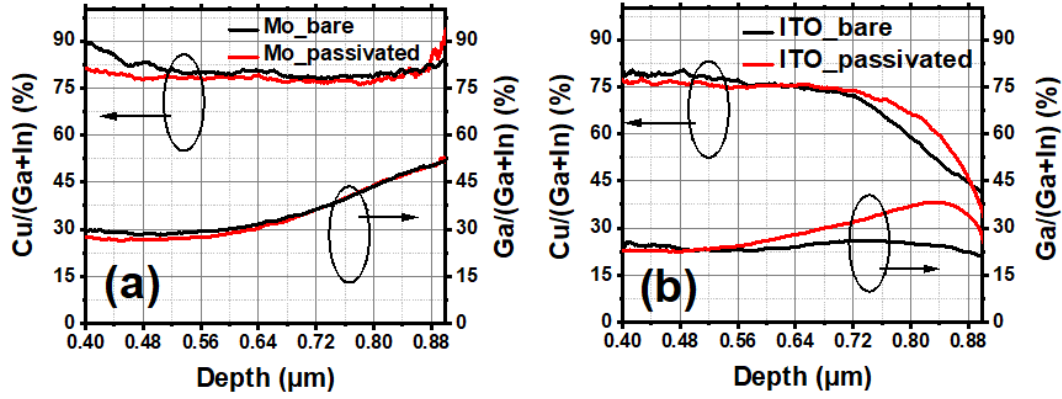 Mo_bare
Mo_passivated
Cu/(Ga+In) (%)
90
75
60
45
30
15
0
90
75
60
45
30
15
0
Ga/(Ga+In) (%)
(a)
0.40 0.48 0.56 0.64 0.72 0.80 0.88
Depth (µm)
ITO_bare
ITO_passivated
Cu/(Ga+In) (%)
90
75
60
45
30
15
0
90
75
60
45
30
15
0
Ga/(Ga+In) (%)
(b)
0.40 0.48 0.56 0.64 0.72 0.80 0.88
Depth (µm)